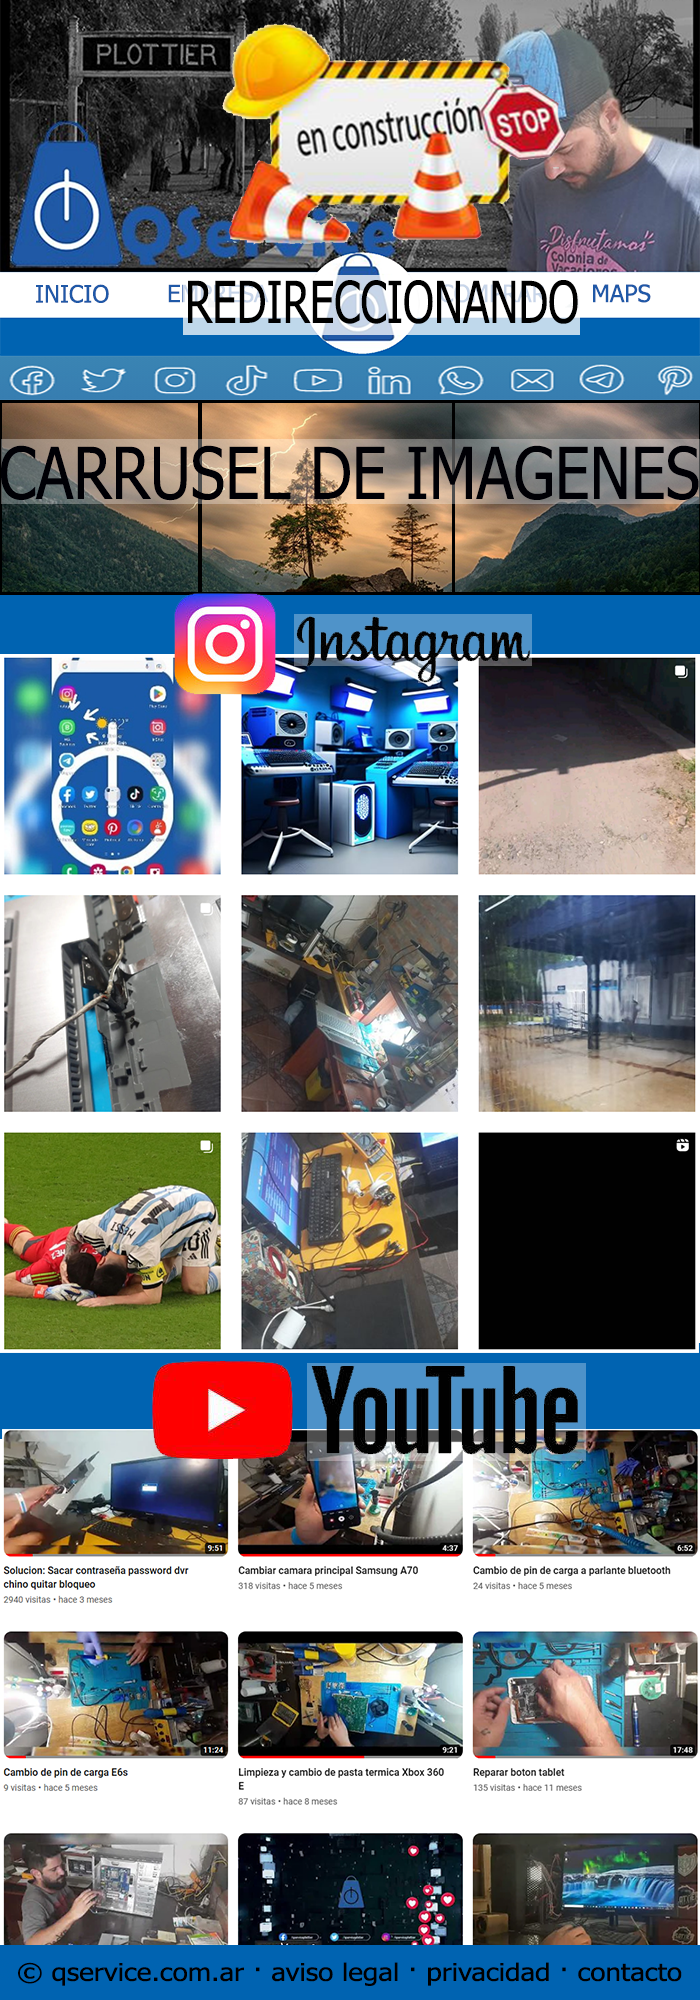 PLOTTIER
en construcción
STOP
QService
Disfrutamos
Colonia de
Vacaciones
INICIO
EMPRESA
COMPRAR
MAPS
REDIRECCIONANDO
CARRUSEL DE IMAGENES
Instagram
MESSI
10
YouTube
9:51
4:37
6:52
Solucion: Sacar contraseña password dvr
chino quitar bloqueo
2940 visitas • hace 3 meses
Cambiar camara principal Samsung A70
318 visitas • hace 5 meses
Cambio de pin de carga a parlante bluetooth
24 visitas • hace 5 meses
11:24
9:21
17:48
Cambio de pin de carga E6s
9 visitas • hace 5 meses
Limpieza y cambio de pasta termica Xbox 360
E
87 visitas • hace 8 meses
Reparar boton tablet
135 visitas • hace 11 meses
© qservice.com.ar · aviso legal · privacidad · contacto